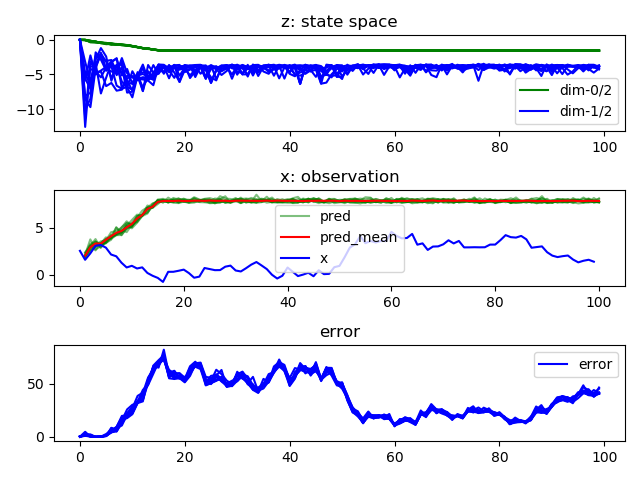 z: state space
0
−5
−10
dim-0/2
dim-1/2
0 20 40 60 80 100
x: observation
5
0
pred
pred_mean
x
0 20 40 60 80 100
error
50
0
error
0 20 40 60 80 100